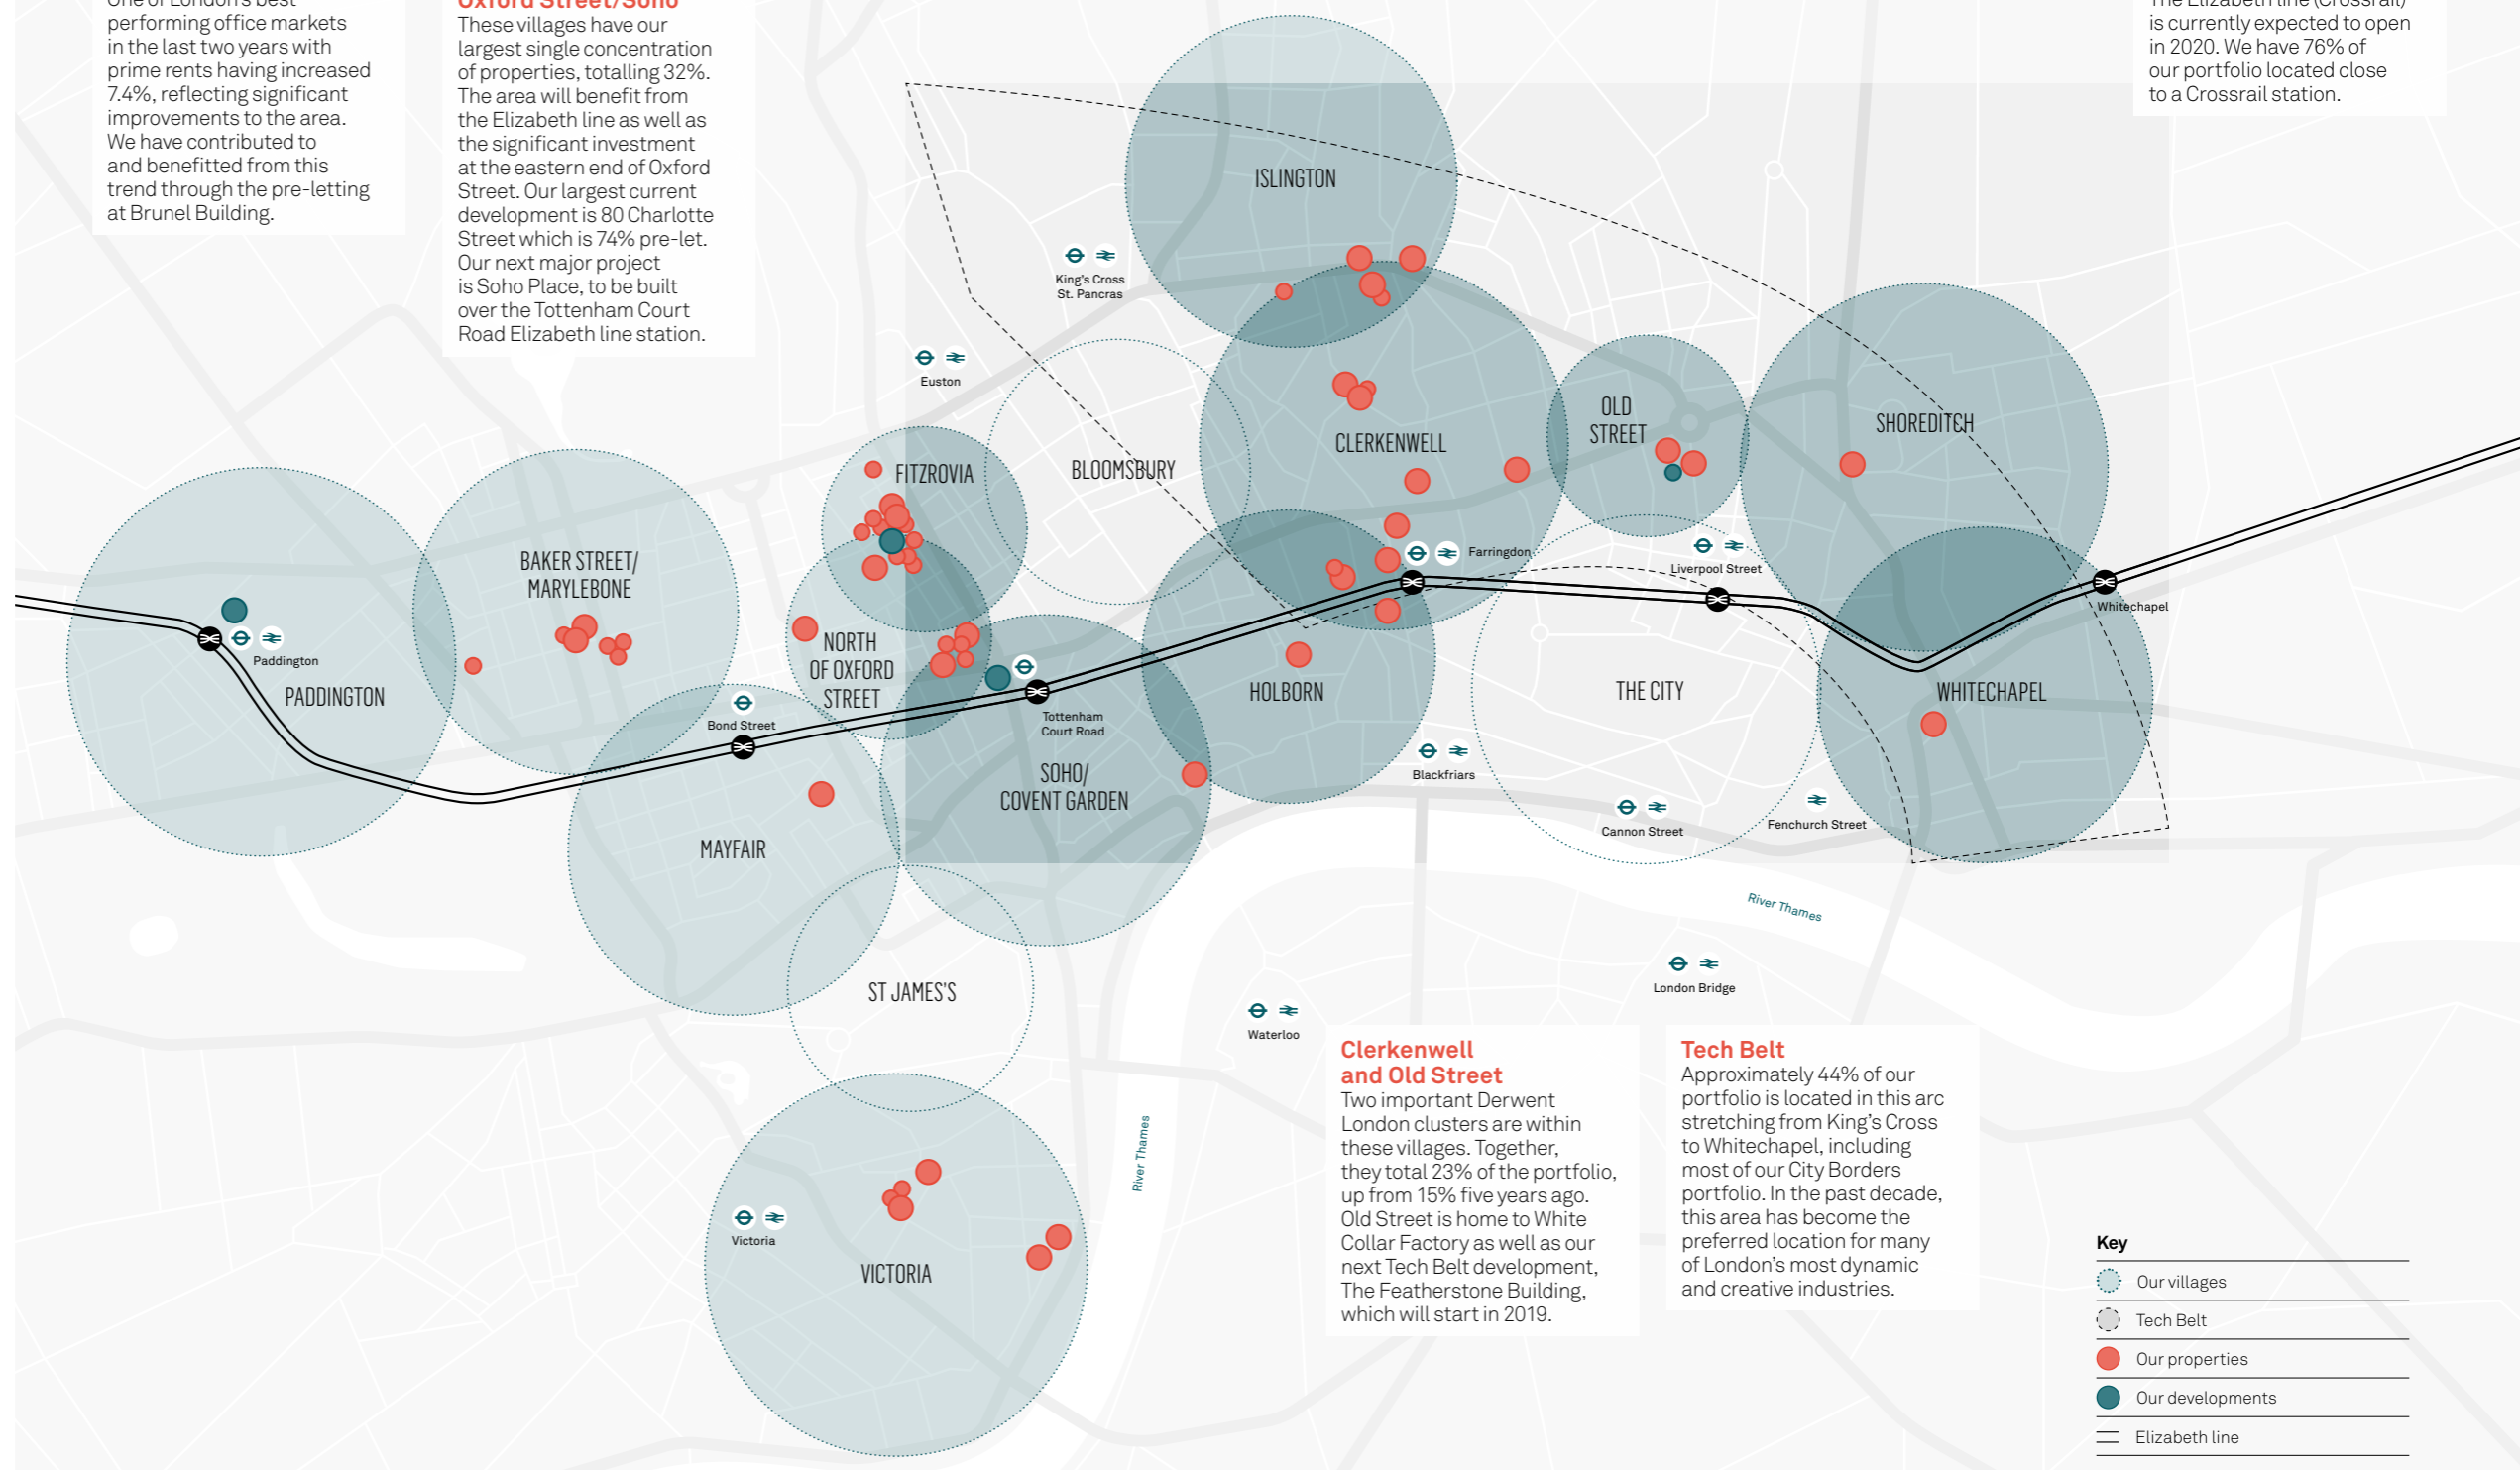 One of London's best
performing office markets
in the last two years with
prime rents having increased
7.4%, reflecting significant
improvements to the area.
We have contributed to
and benefitted from this
trend through the pre-letting
at Brunel Building.
Oxford Street/Soho
These villages have our
largest single concentration
of properties, totalling 32%.
The area will benefit from
the Elizabeth line as well as
the significant investment
at the eastern end of Oxford
Street. Our largest current
development is 80 Charlotte
Street which is 74% pre-let.
Our next major project
is Soho Place, to be built
over the Tottenham Court
Road Elizabeth line station.
The Elizabeth line (Crossrail)
is currently expected to open
in 2020. We have 76% of
our portfolio located close
to a Crossrail station.
ISLINGTON
King's Cross
St. Pancras
Euston
CLERKENWELL
OLD
STREET
SHOREDITCH
FITZROVIA
BLOOMSBURY
BAKER STREET/
MARYLEBONE
Farringdon
Liverpool Street
Whitechapel
Paddington
PADDINGTON
NORTH
OF OXFORD
STREET
Bond Street
Tottenham
Court Road
HOLBORN
THE CITY
WHITECHAPEL
Blackfriars
SOHO/
COVENT GARDEN
Cannon Street
Fenchurch Street
MAYFAIR
River Thames
ST JAMES'S
London Bridge
Waterloo
River Thames
Victoria
VICTORIA
Clerkenwell
and Old Street
Two important Derwent
London clusters are within
these villages. Together,
they total 23% of the portfolio,
up from 15% five years ago.
Old Street is home to White
Collar Factory as well as our
next Tech Belt development,
The Featherstone Building,
which will start in 2019.
Tech Belt
Approximately 44% of our
portfolio is located in this arc
stretching from King's Cross
to Whitechapel, including
most of our City Borders
portfolio. In the past decade,
this area has become the
preferred location for many
of London's most dynamic
and creative industries.
Key
Our villages
Tech Belt
Our properties
Our developments
Elizabeth line